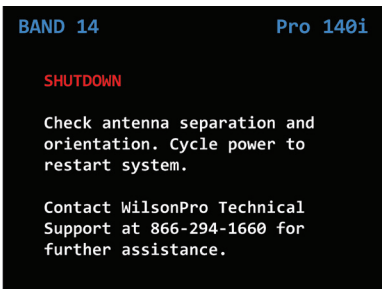 BAND 14 Pro 140i
SHUTDOWN
Check antenna separation and
orientation. Cycle power to
restart system.
Contact WilsonPro Technical
Support at 866-294-1660 for
further assistance.